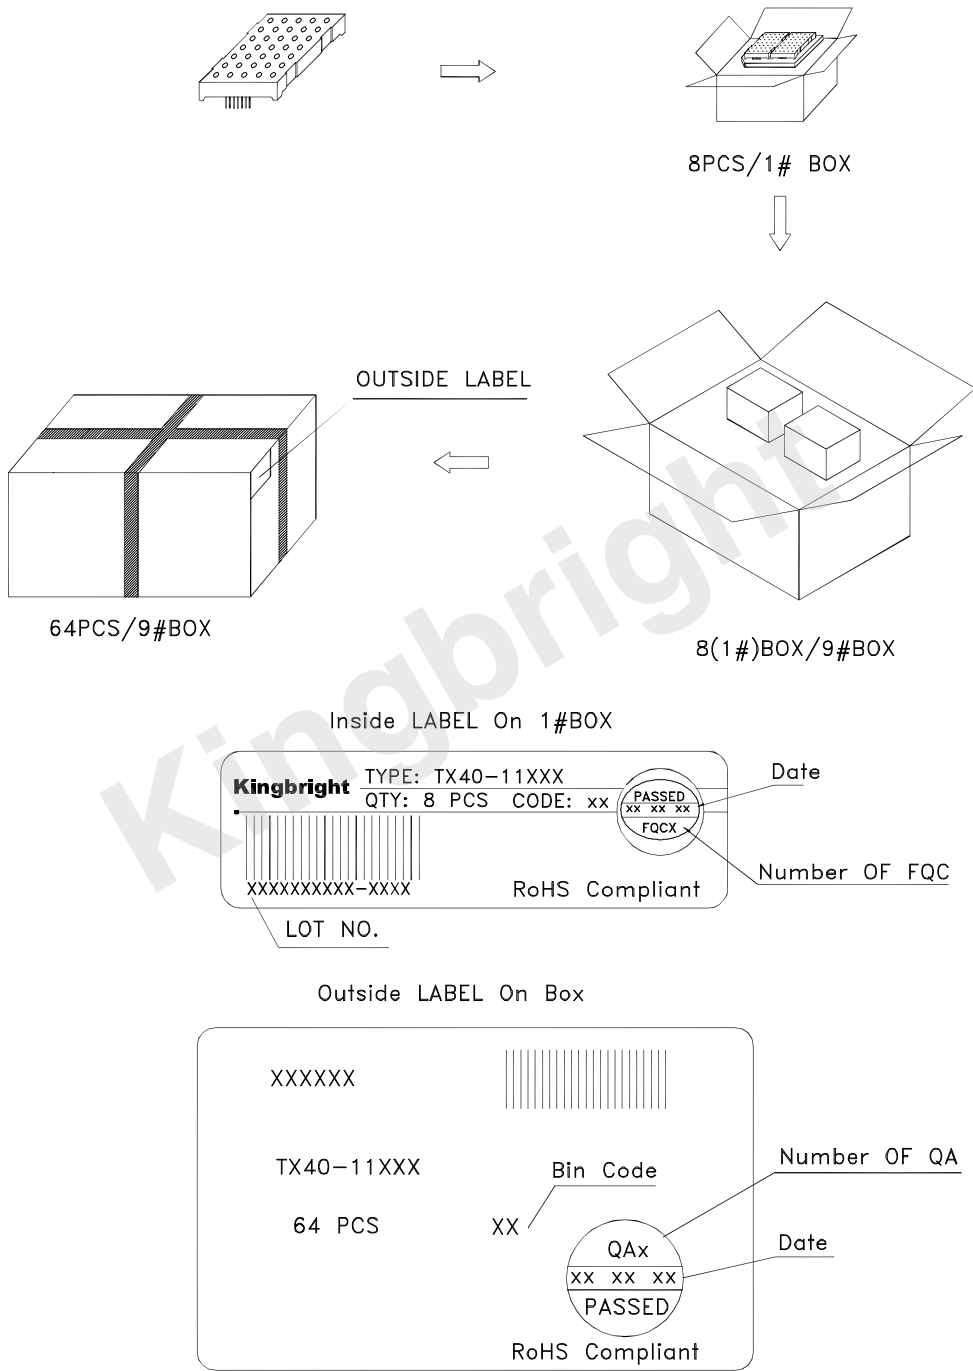 8PCS/1# BOX
OUTSIDE LABEL
64PCS/9#BOX
8(1#)BOX/9#BOX
Kingbright
Inside LABEL On 1#BOX
Kingbright
TYPE: TX40-11XXX
QTY: 8 PCS CODE: xx
PASSED
xx xx xx
FQCX
Date
Number OF FQC
XXXXXXXXXX-XXXX
RoHS Compliant
LOT NO.
Outside LABEL On Box
XXXXXX
TX40-11XXX
Bin Code
Number OF QA
64 PCS
XX
QAx
Date
xx xx xx
PASSED
RoHS Compliant